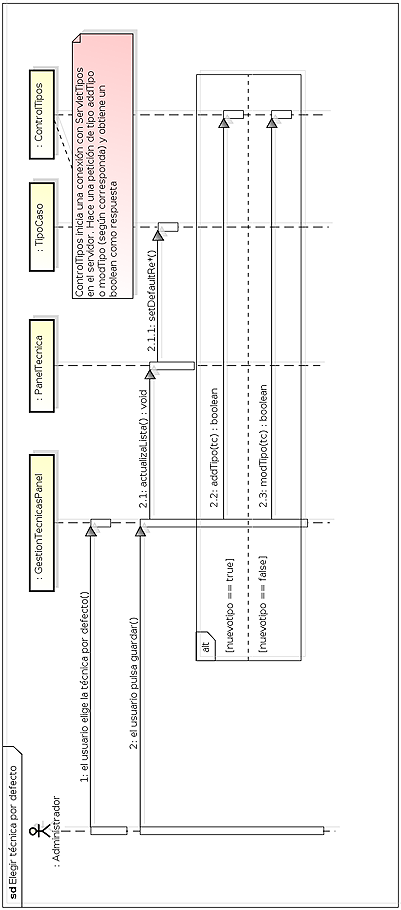 sd Elegir técnica por defecto
: Administrador
: GestionTecnicasPanel
: PanelTecnica
: TipoCaso
: ControlTipos
ControlTipos inicia una conexión con ServletTipos
en el servidor. Hace una petición de tipo addTipo
o modTipo (según corresponda) y obtiene un
boolean como respuesta
1: el usuario elige la técnica por defecto()
2: el usuario pulsa guardar()
2.1: actualizaLista() : void
2.1.1: setDefaultRe*()
alt
[nuevotipo == true]
2.2: addTipo(tc) : boolean
[nuevotipo == false]
2.3: modTipo(tc) : boolean